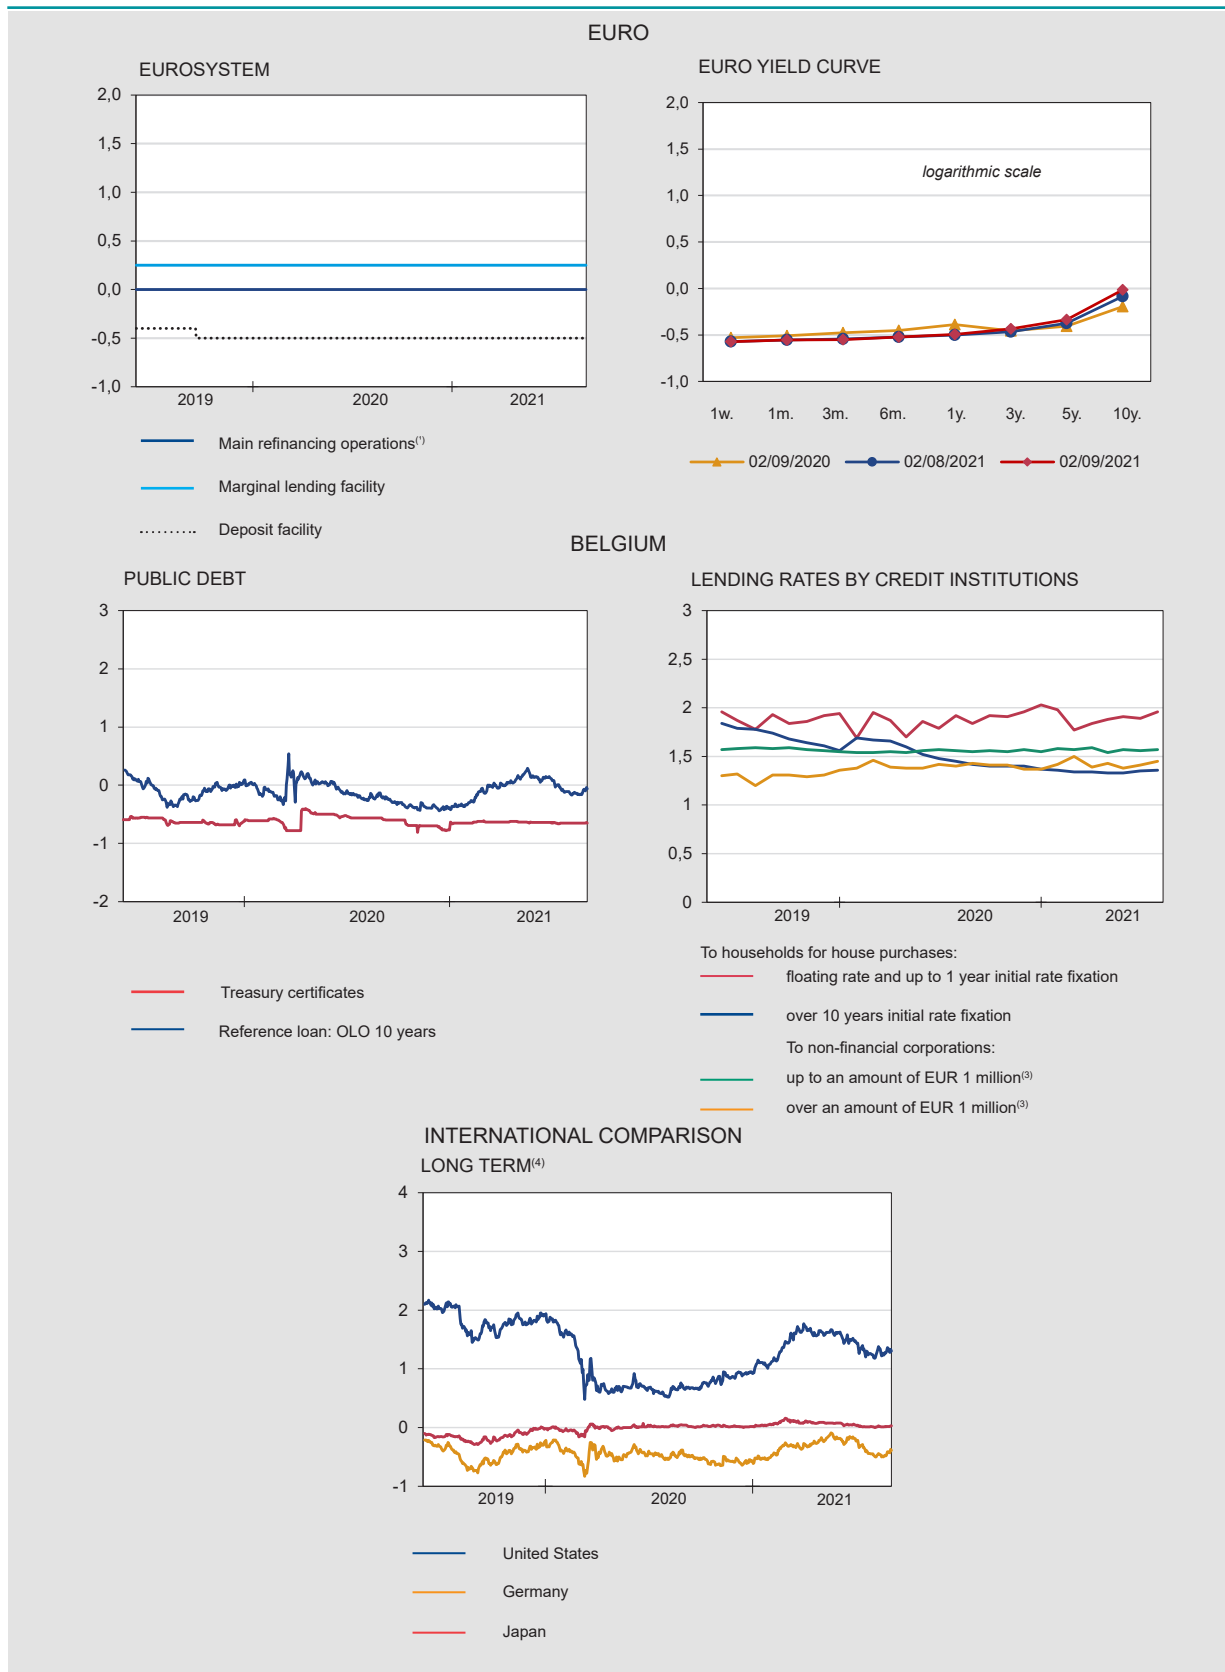 EURO
EUROSYSTEM
2,0
1,5
1,0
0,5
0,0
-0,5
-1,0
2019 2020 2021
Main refinancing operations(¹)
Marginal lending facility
Deposit facility
EURO YIELD CURVE
2,0
1,5
1,0
0,5
0,0
-0,5
-1,0
logarithmic scale
1w. 1m. 3m. 6m. 1y. 3y. 5y. 10y.
02/09/2020 02/08/2021 02/09/2021
BELGIUM
PUBLIC DEBT
3
2
1
0
-1
-2
2019 2020 2021
Treasury certificates
Reference loan: OLO 10 years
LENDING RATES BY CREDIT INSTITUTIONS
3
2,5
2
1,5
1
0,5
0
2019 2020 2021
To households for house purchases:
floating rate and up to 1 year initial rate fixation
over 10 years initial rate fixation
To non-financial corporations:
up to an amount of EUR 1 million(3)
over an amount of EUR 1 million(3)
INTERNATIONAL COMPARISON
LONG TERM(4)
4
3
2
1
0
-1
2019 2020 2021
United States
Germany
Japan